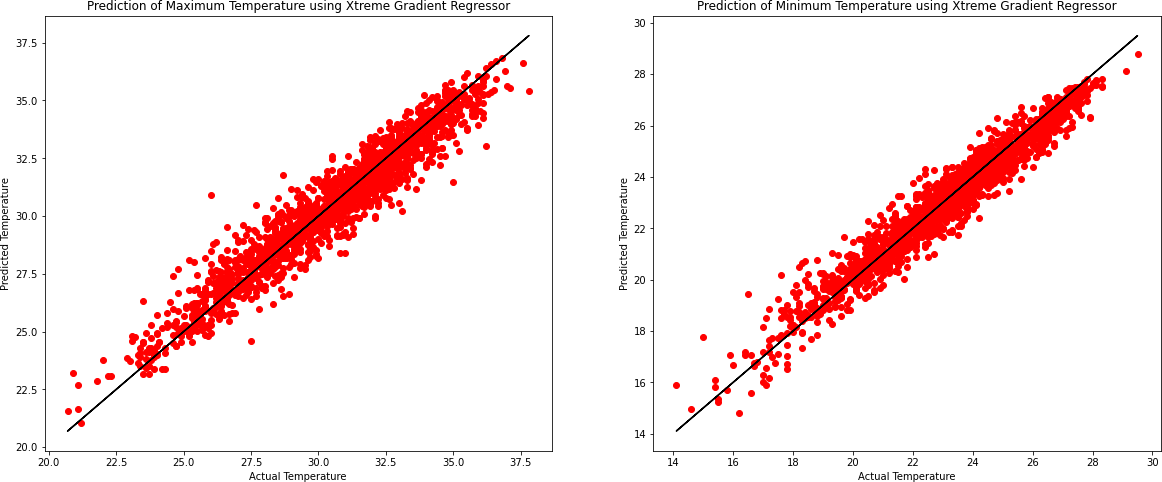 Prediction of Maximum Temperature using Xtreme Gradient Regressor
37.5
35.0
32.5
30.0
27.5
25.0
22.5
20.0
Predicted Temperature
20.0 22.5 25.0 27.5 30.0 32.5 35.0 37.5
Actual Temperature
Prediction of Minimum Temperature using Xtreme Gradient Regressor
30
28
26
24
22
20
18
16
14
Predicted Temperature
14 16 18 20 22 24 26 28 30
Actual Temperature